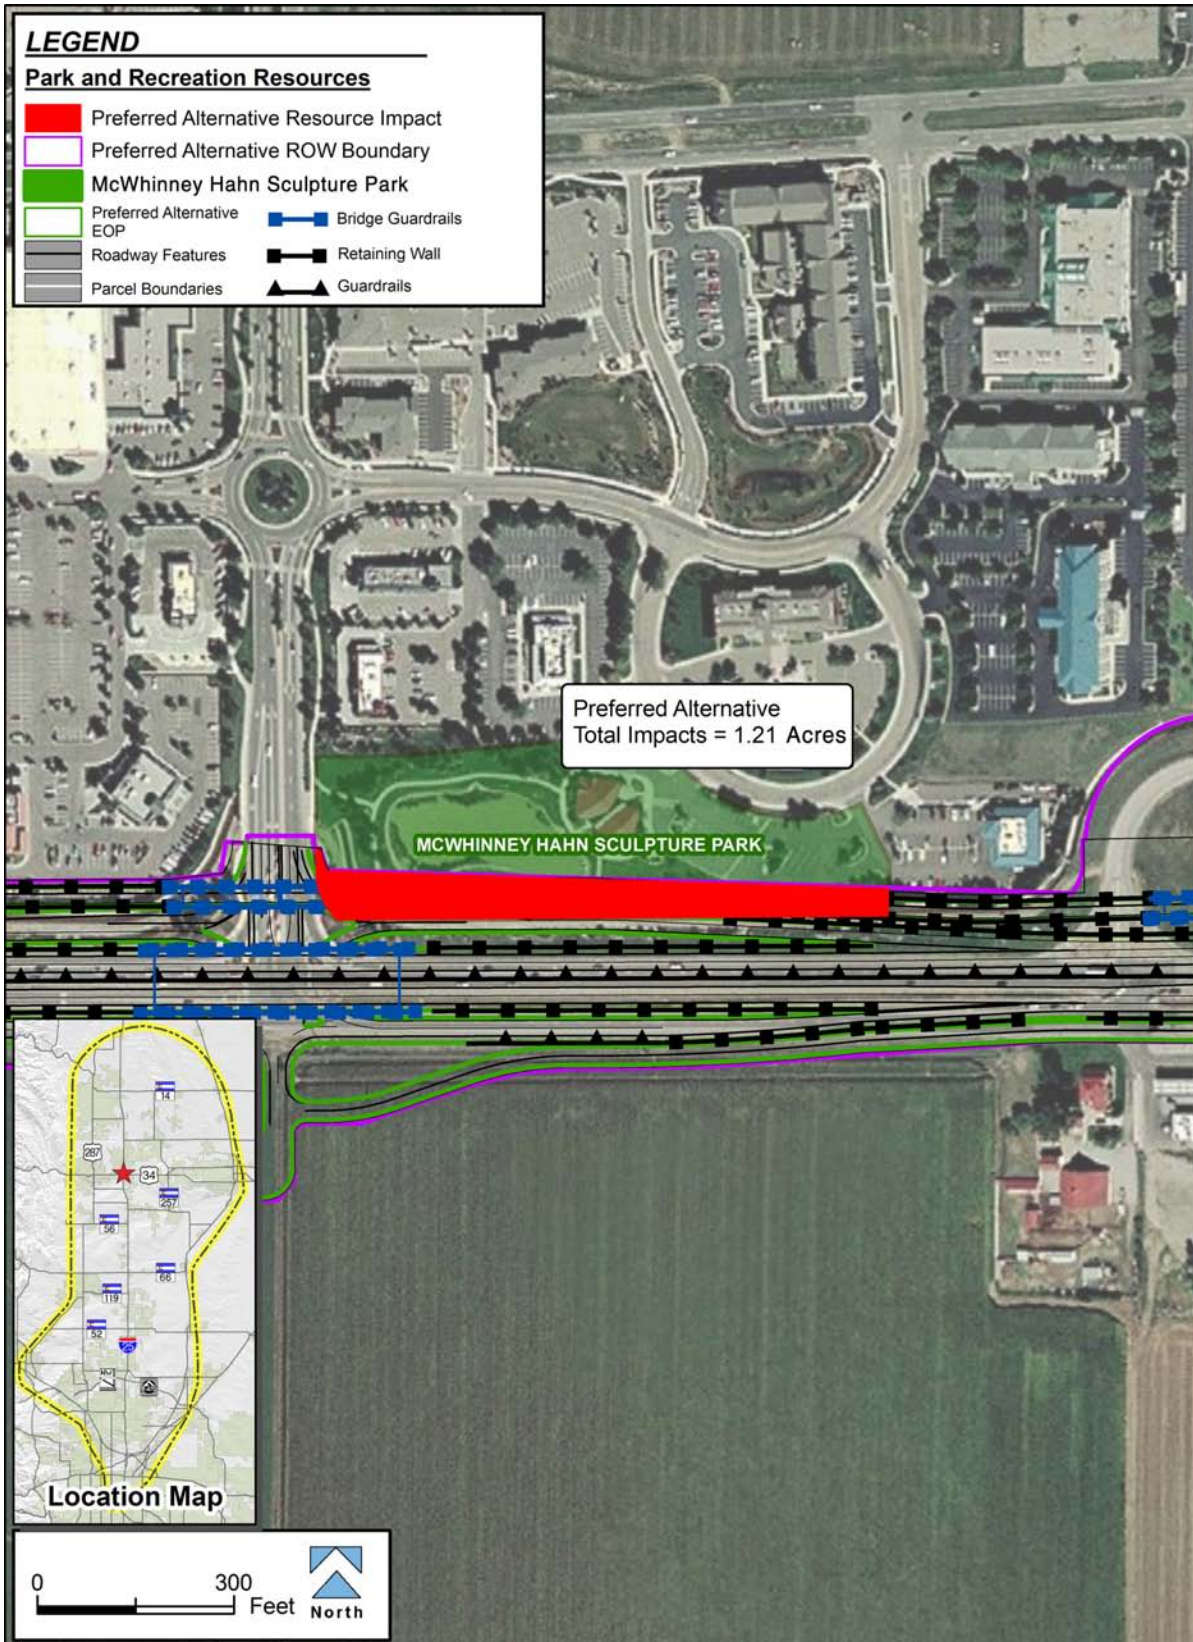 LEGEND
Park and Recreation Resources
Preferred Alternative Resource Impact
Preferred Alternative ROW Boundary
McWhinney Hahn Sculpture Park
Preferred Alternative
EOP
Bridge Guardrails
Roadway Features
Retaining Wall
Parcel Boundaries
Guardrails
Preferred Alternative
Total Impacts = 1.21 Acres
MCWHINNEY HAHN SCULPTURE PARK
14
287
34
257
56
66
119
52
25
Location Map
0
300
Feet
North